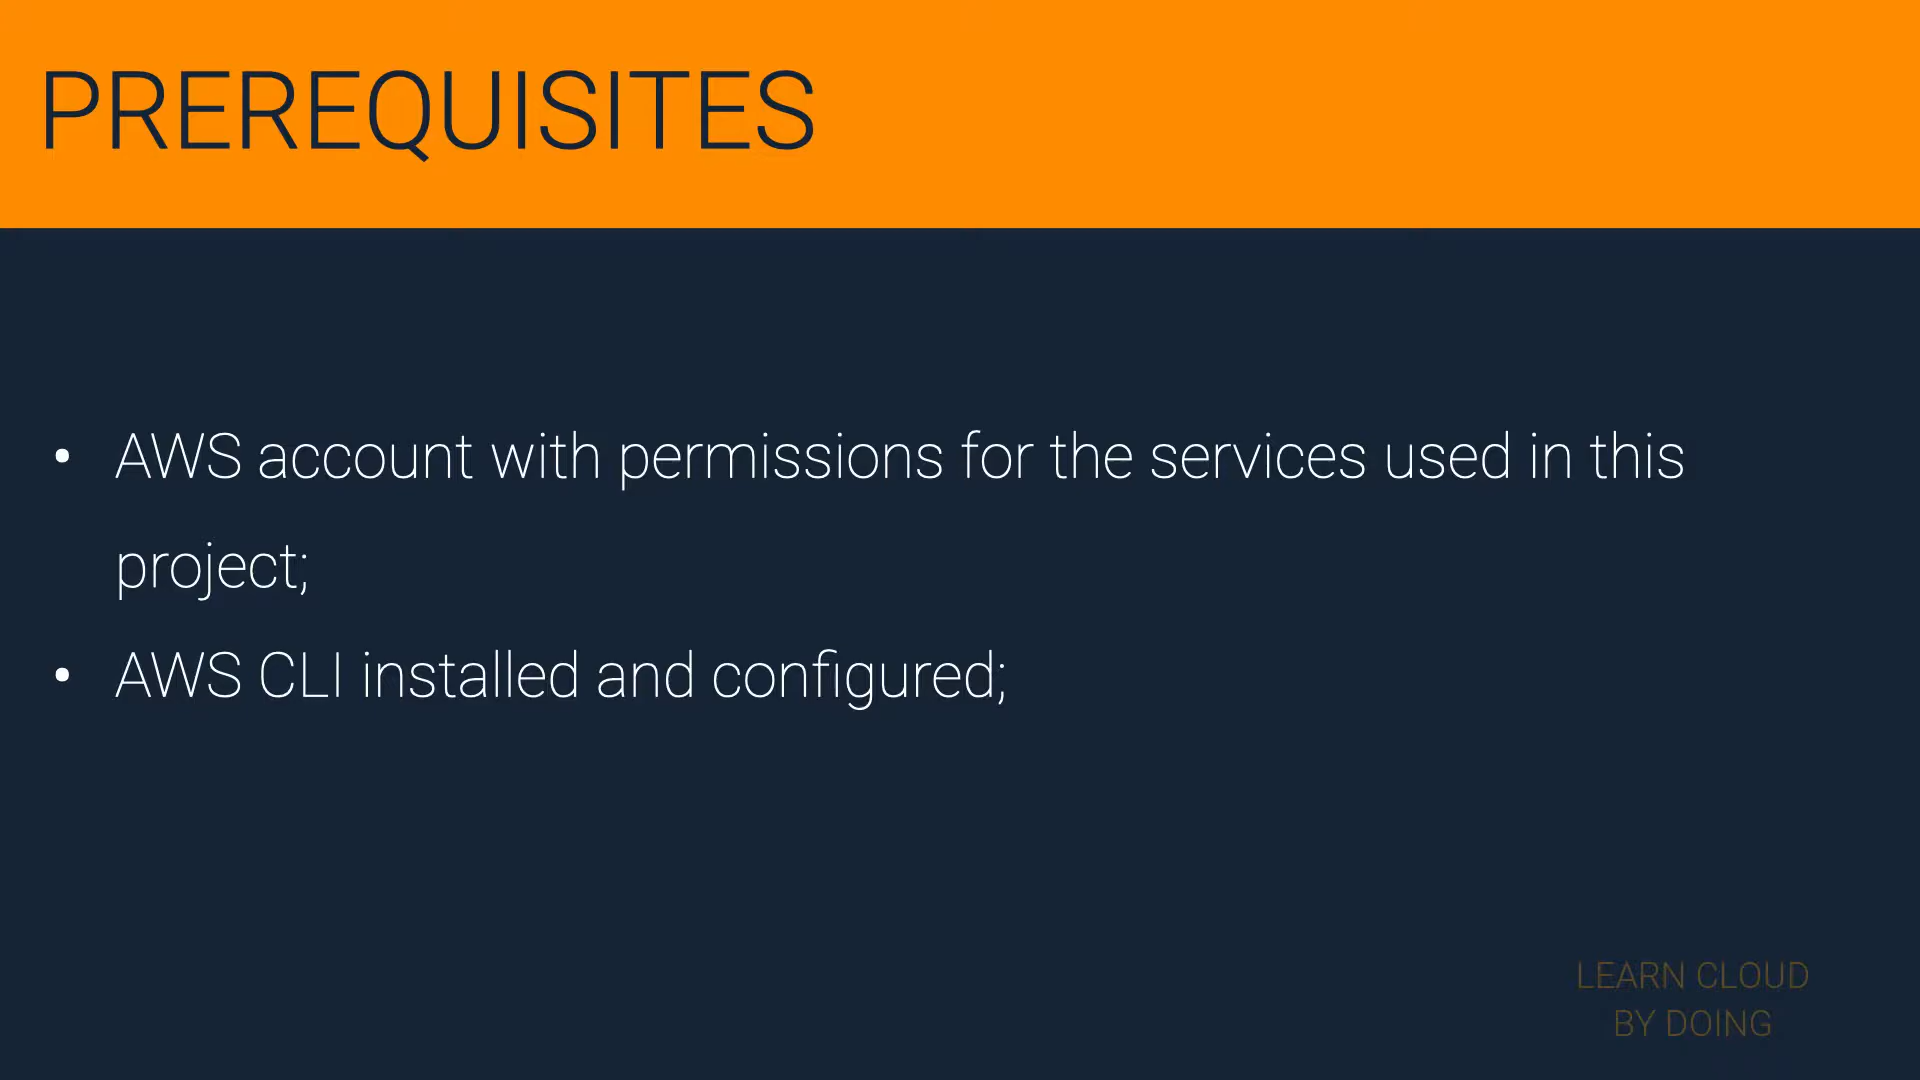 PREREQUISITES
• AWS account with permissions for the services used in this
project;
• AWS CLI installed and configured;
LEARN CLOUD
BY DOING